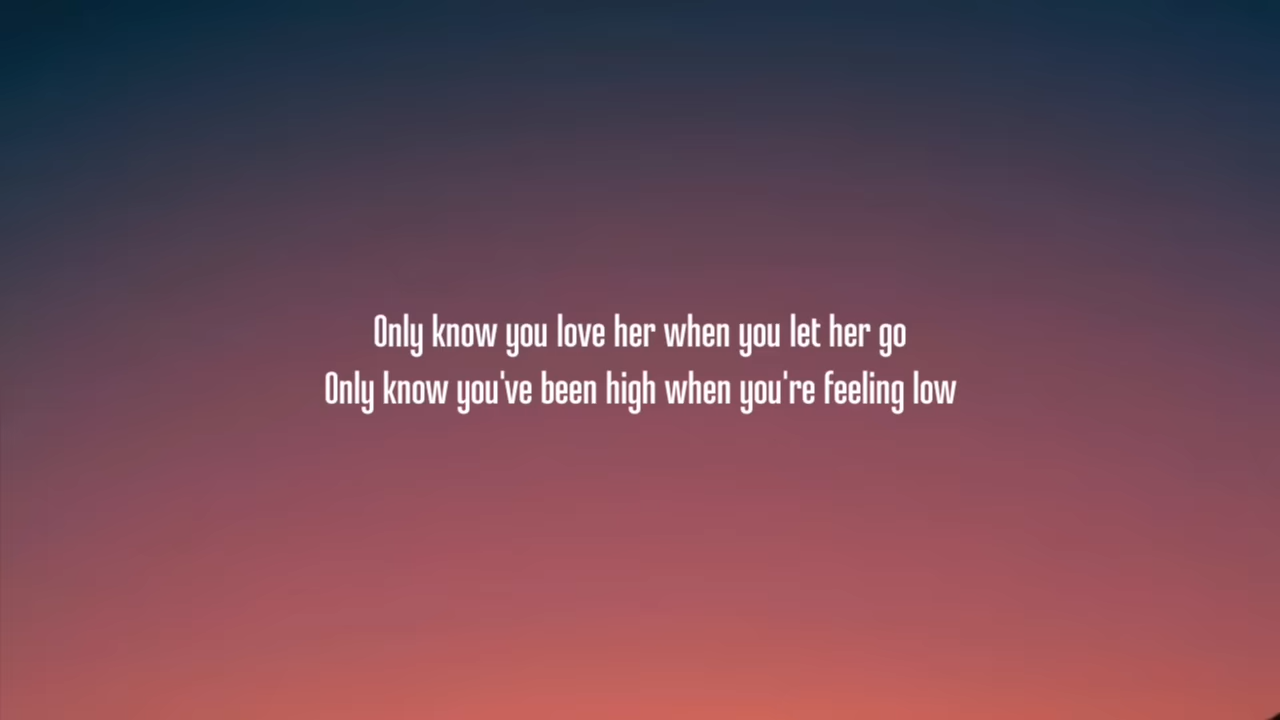 Only know you love her when you let her go
Only know you've been high when you're feeling low